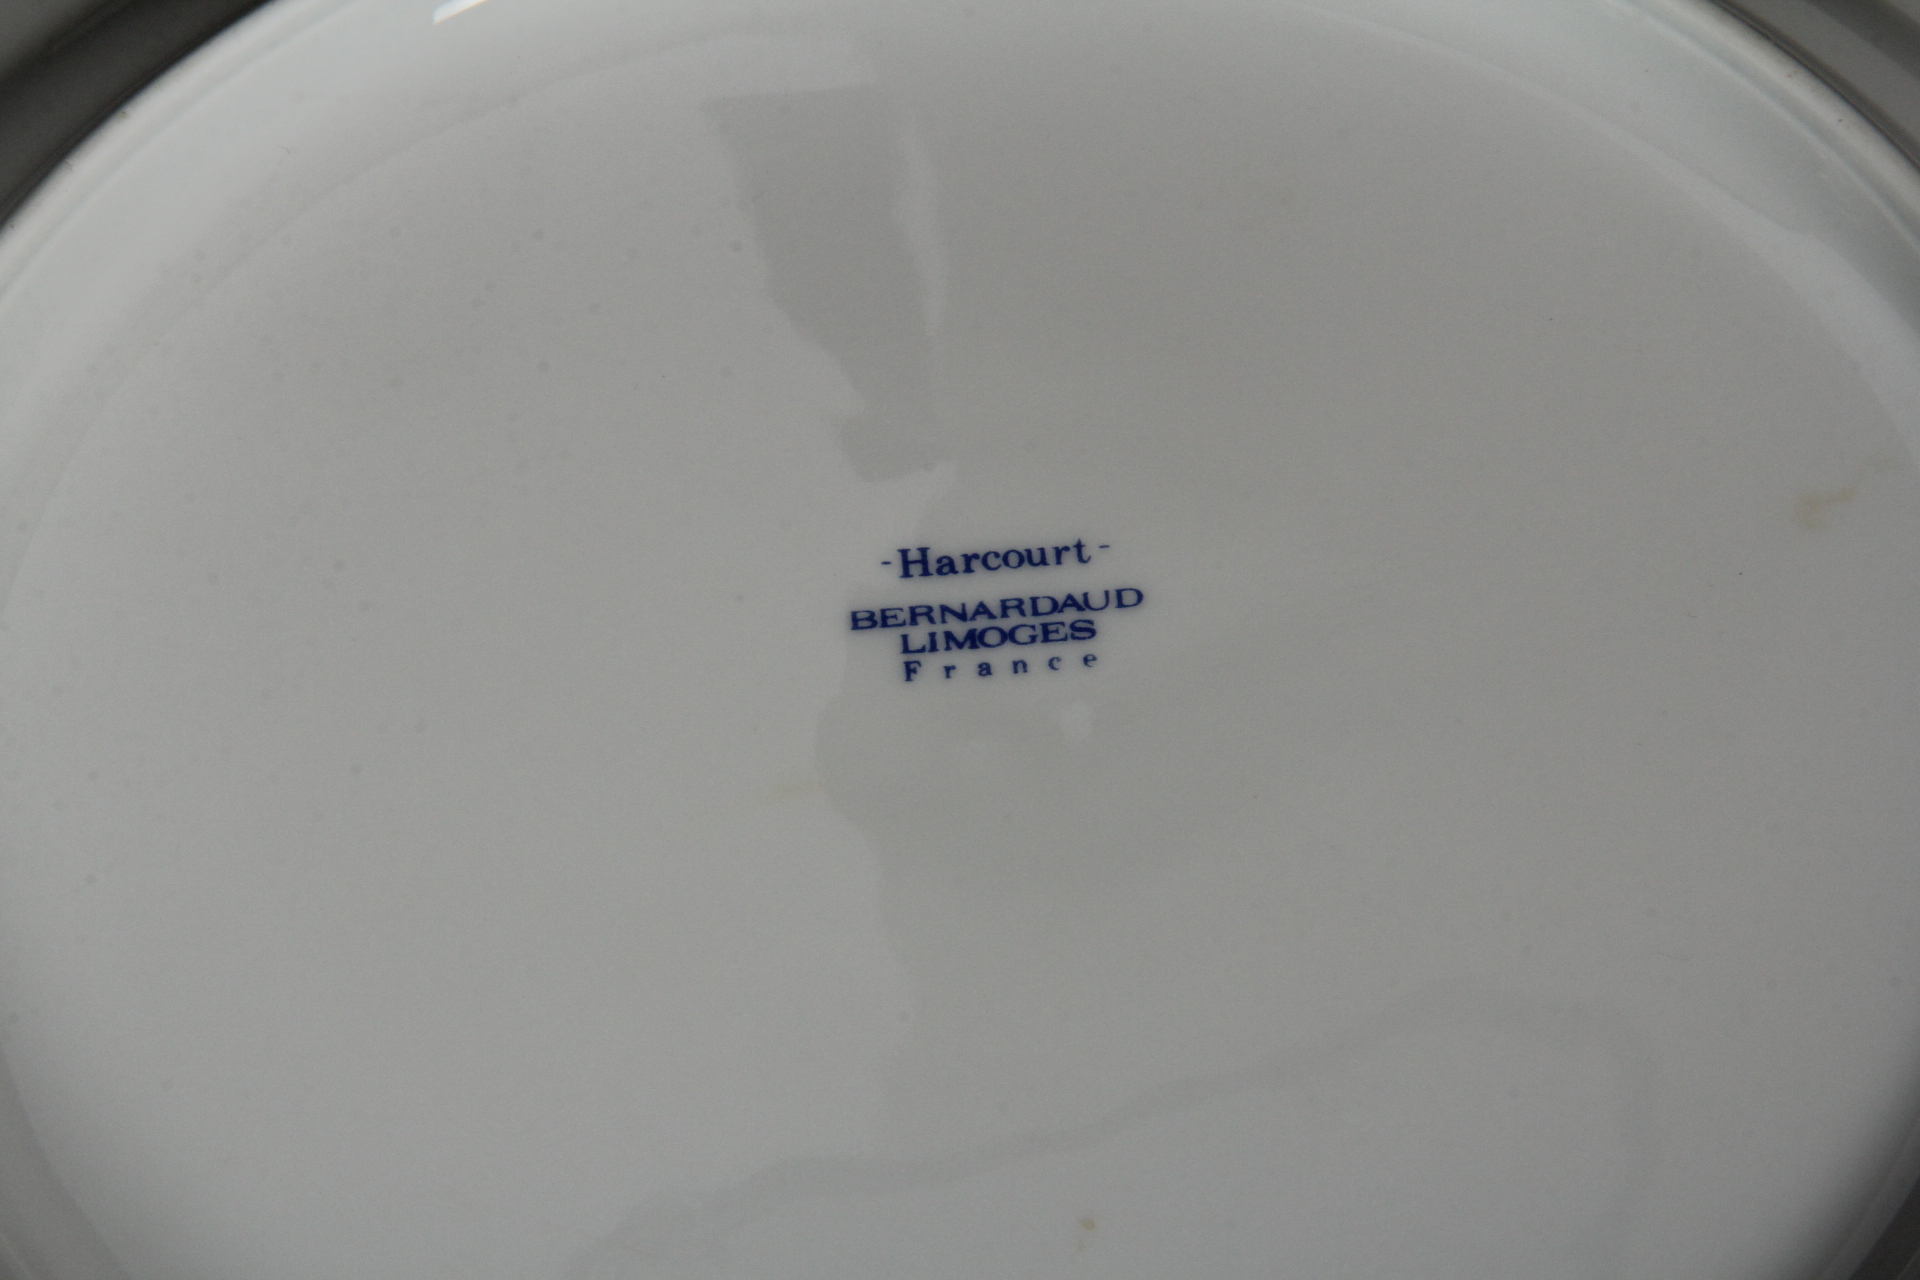 -Harcourt-
BERNARDAUD
LIMOGES
France